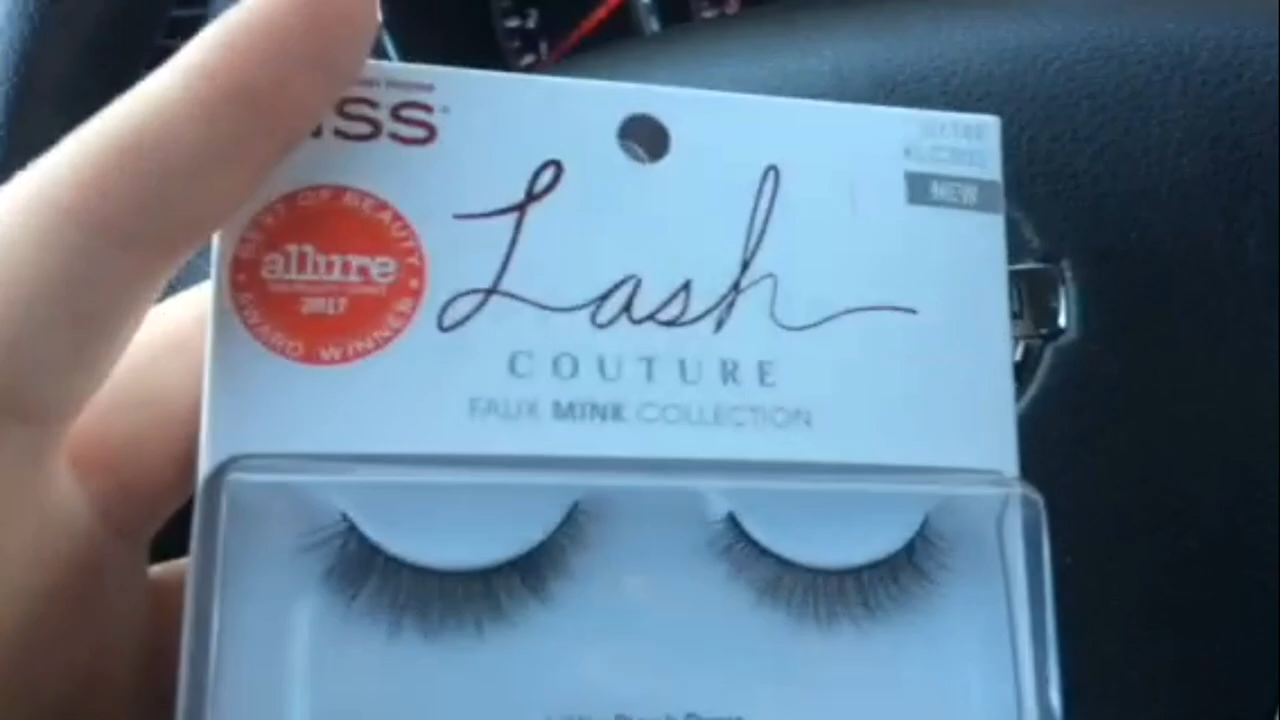 ISS
BEST OF BEAUTY
allure
2017
AWARD WINNER
NEW
Lash
COUTURE
FAUX MINK COLLECTION